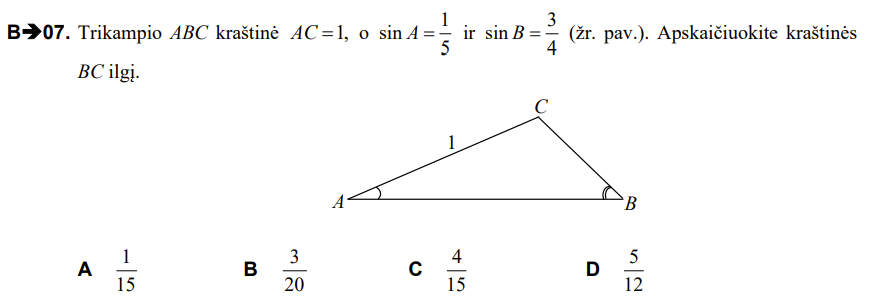 B➔07. Trikampio ABC kraštinė AC = 1, o sin A = 1/5 ir sin B = 3/4 (žr. pav.). Apskaičiuokite kraštinės
BC ilgį.
C
1
A
B
A 1/15 B 3/20 C 4/15 D 5/12